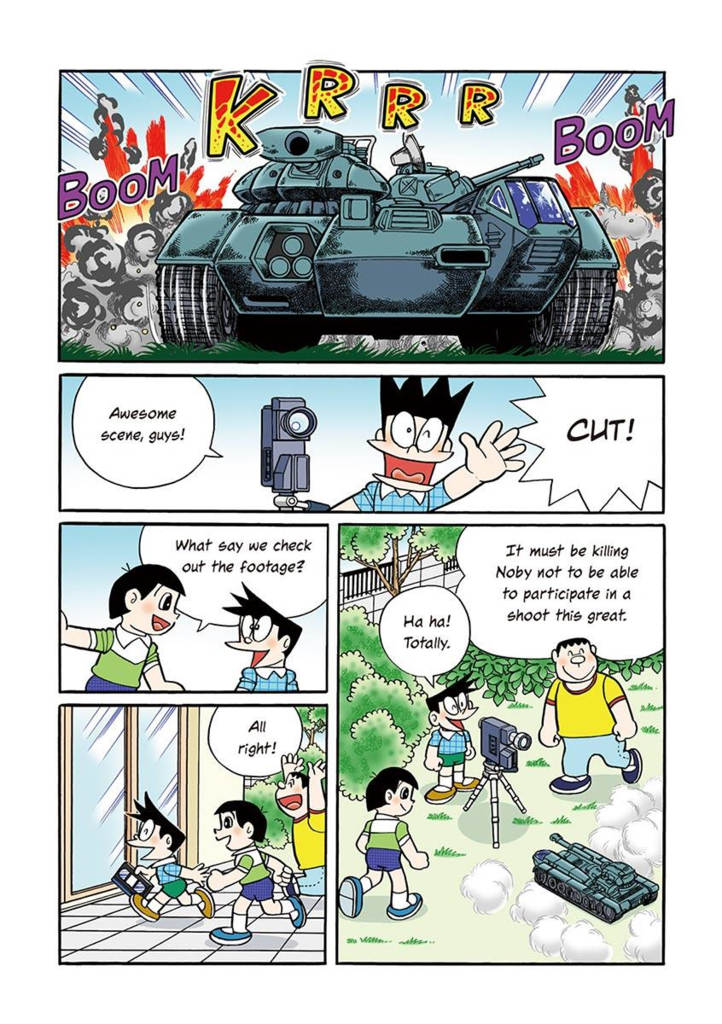 BOOM
KRRR
BOOM
CUT!
Awesome
scene, guys!
It must be killing
Noby not to be able
to participate in a
shoot this great.
Ha ha!
Totally.
What say we check
out the footage?
All
right!